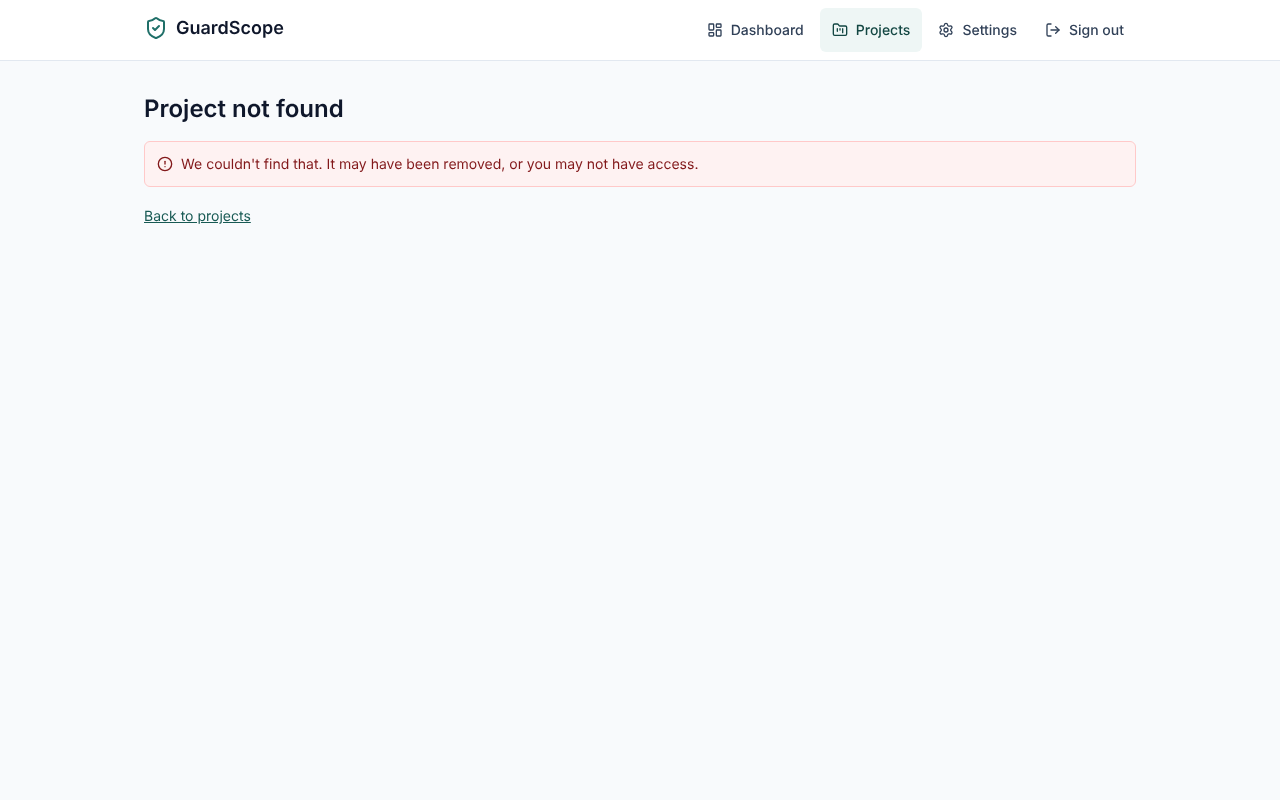 GuardScope
Dashboard
Projects
Settings
Sign out
Project not found
We couldn't find that. It may have been removed, or you may not have access.
Back to projects